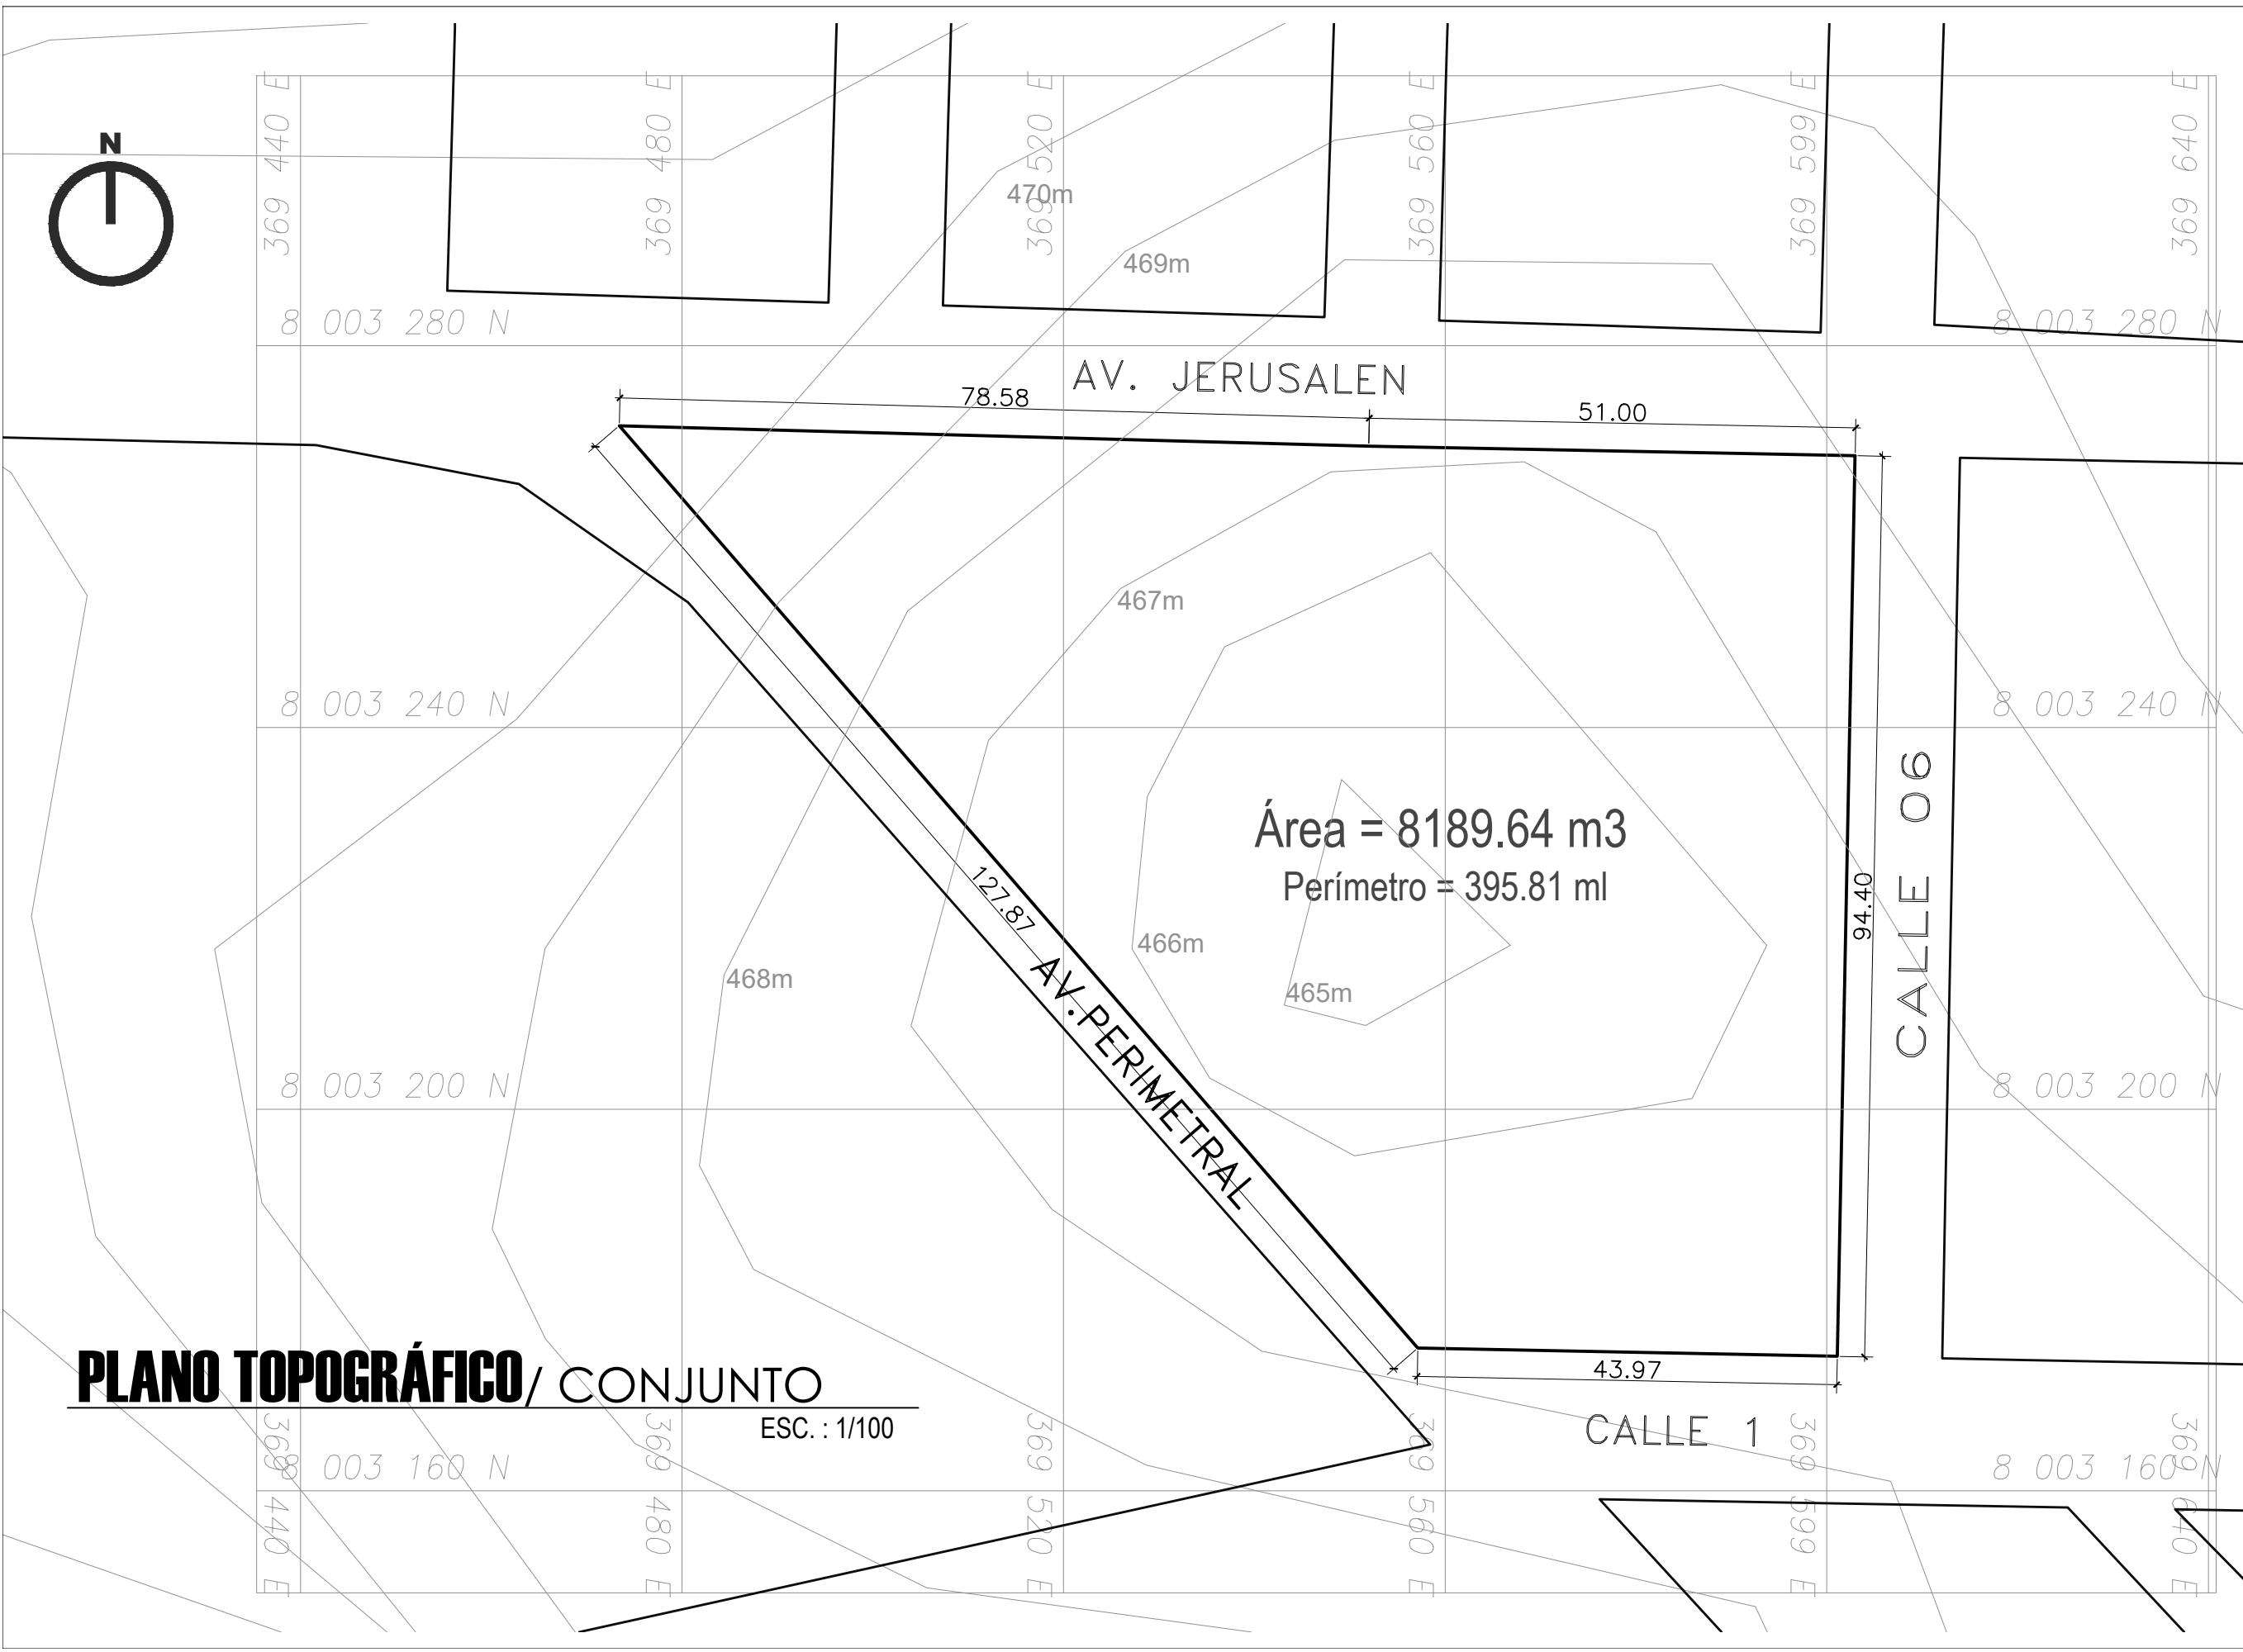 N
369 440 E
369 480 E
369 520 E
369 560 E
369 599 E
369 640 E
470m
469m
8 003 280 N
8 003 280 N
AV. JERUSALEN
78.58
51.00
467m
8 003 240 N
8 003 240 N
CALLE 06
94.40
Área = 8189.64 m3
Perímetro = 395.81 ml
127.87
AV.PERIMETRAL
466m
468m
465m
8 003 200 N
8 003 200 N
43.97
PLANO TOPOGRÁFICO/ CONJUNTO
ESC. : 1/100
CALLE 1
8 003 160 N
8 003 160 N
369 440 E
369 480 E
369 520 E
369 560 E
369 599 E
369 640 E